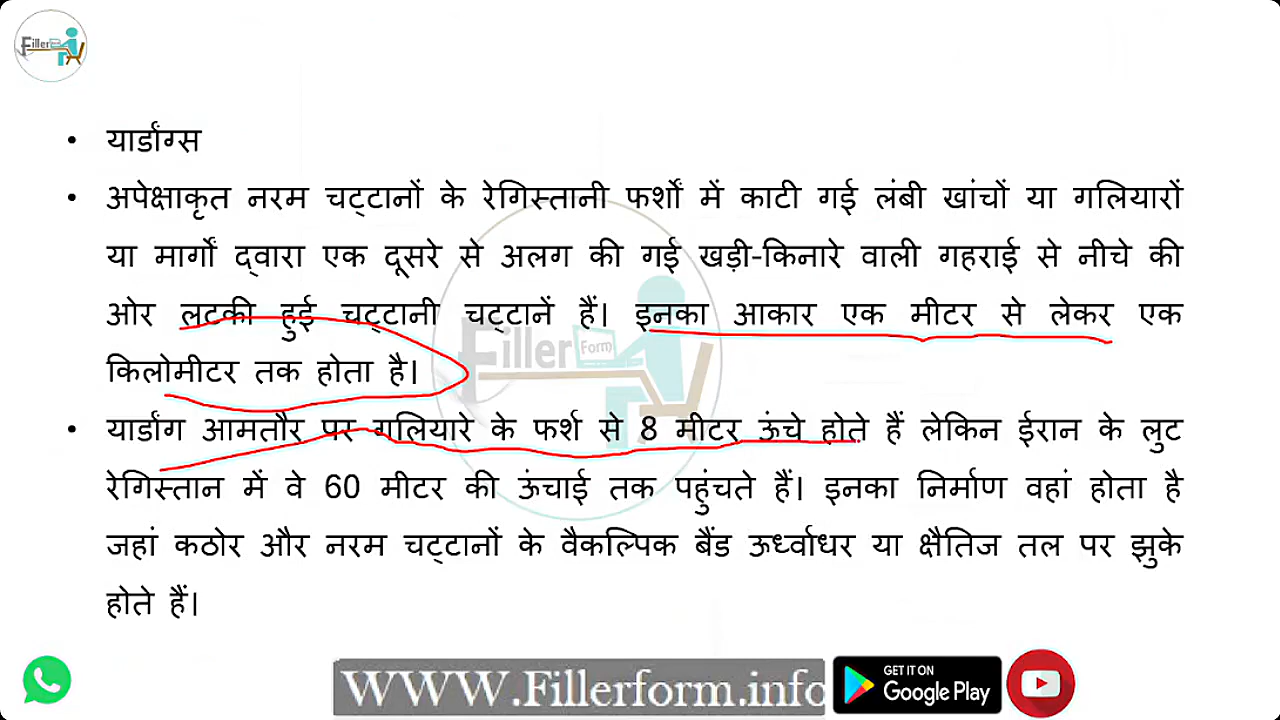 Filler Form
यार्डांग्स
अपेक्षाकृत नरम चट्टानों के रेगिस्तानी फर्शों में काटी गई लंबी खांचों या गलियारों
या मार्गों द्वारा एक दूसरे से अलग की गई खड़ी-किनारे वाली गहराई से नीचे की
ओर लटकी हुई चट्टानी चट्टानें हैं। इनका आकार एक मीटर से लेकर एक
Filler Form
किलोमीटर तक होता है।
यार्डांग आमतौर पर गलियारे के फर्श से 8 मीटर ऊंचे होते हैं लेकिन ईरान के लुट
रेगिस्तान में वे 60 मीटर की ऊंचाई तक पहुंचते हैं। इनका निर्माण वहां होता है
जहां कठोर और नरम चट्टानों के वैकल्पिक बैंड ऊर्ध्वाधर या क्षैतिज तल पर झुके
होते हैं।
WWW.Fillerform.info
GET IT ON
Google Play